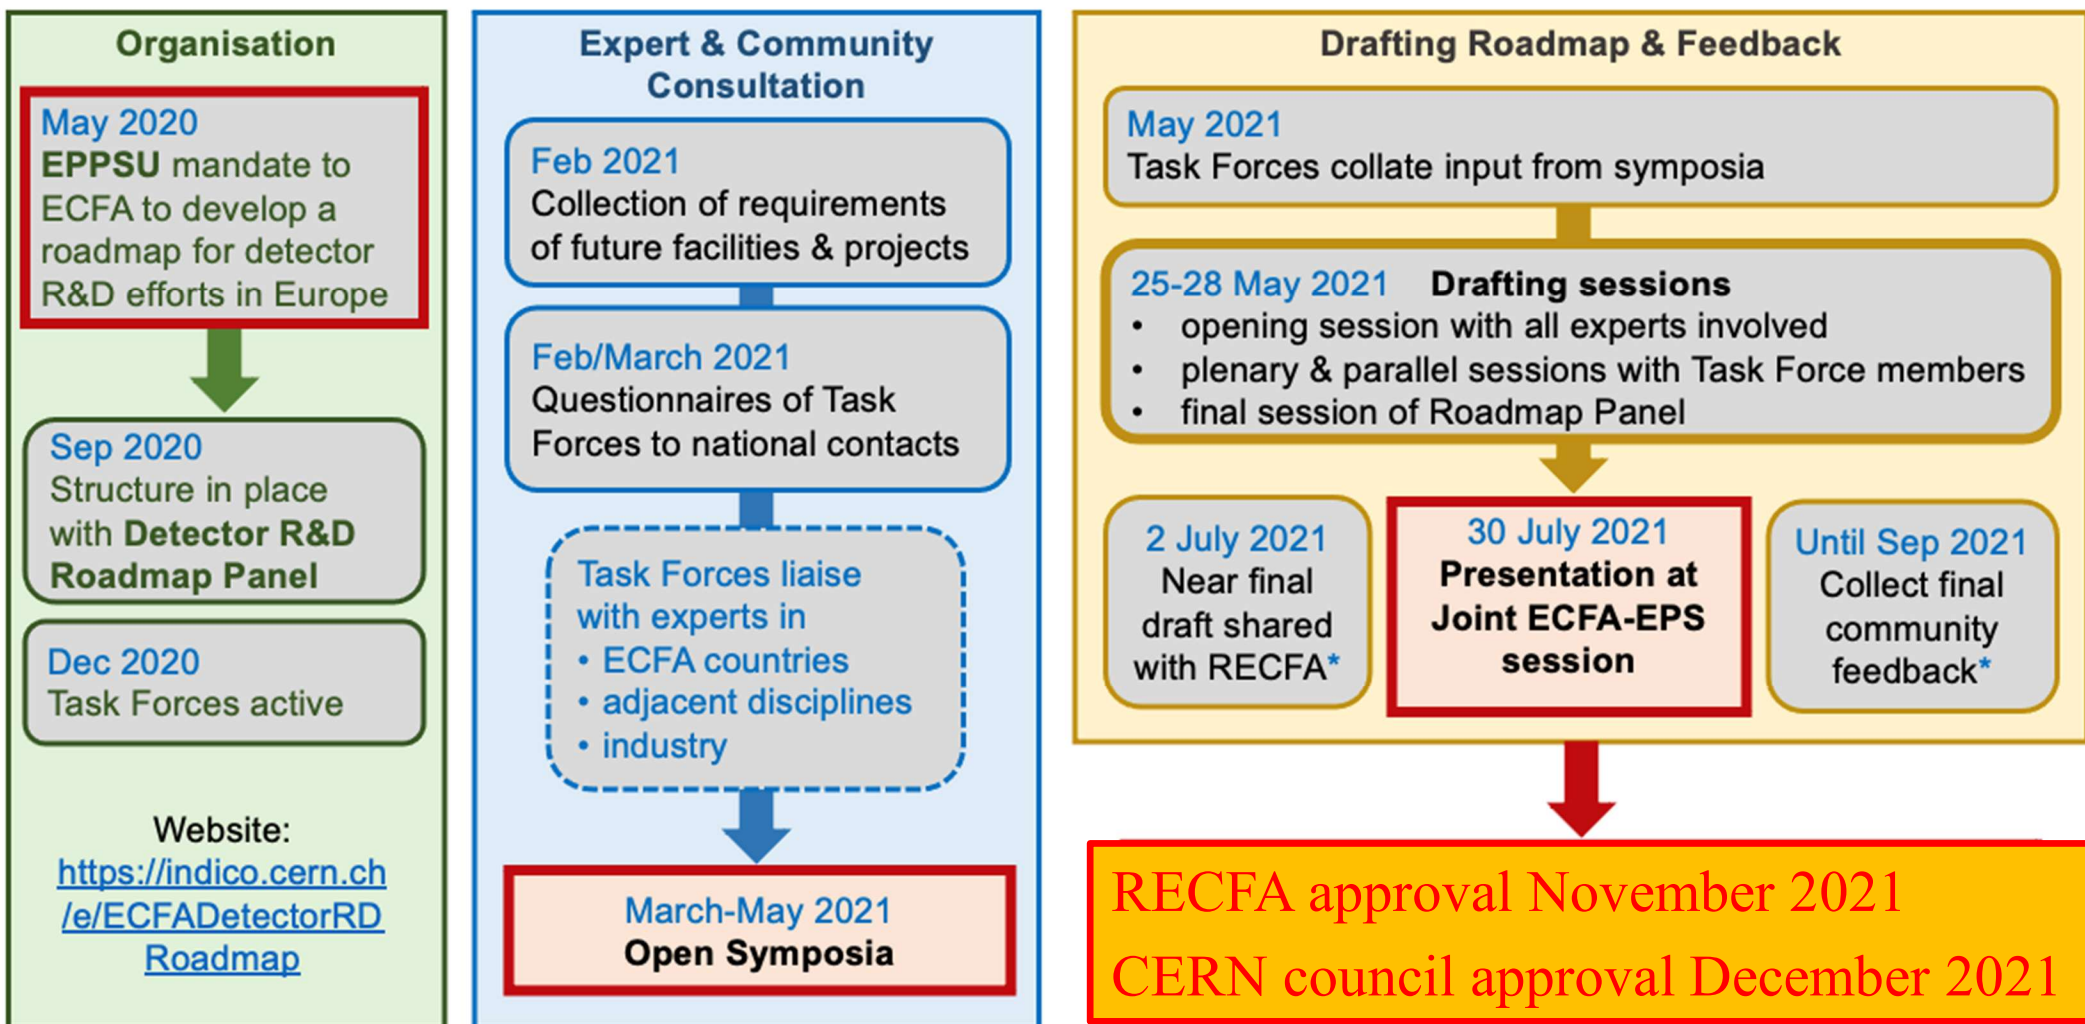 Organisation
May 2020
EPPSU mandate to
ECFA to develop a
roadmap for detector
R&D efforts in Europe
Sep 2020
Structure in place
with Detector R&D
Roadmap Panel
Dec 2020
Task Forces active
Website:
https://indico.cern.ch
/e/ECFADetectorRD
Roadmap
Expert & Community
Consultation
Feb 2021
Collection of requirements
of future facilities & projects
Feb/March 2021
Questionnaires of Task
Forces to national contacts
Task Forces liaise
with experts in
• ECFA countries
• adjacent disciplines
• industry
March-May 2021
Open Symposia
Drafting Roadmap & Feedback
May 2021
Task Forces collate input from symposia
25-28 May 2021 Drafting sessions
• opening session with all experts involved
• plenary & parallel sessions with Task Force members
• final session of Roadmap Panel
2 July 2021
Near final
draft shared
with RECFA*
30 July 2021
Presentation at
Joint ECFA-EPS
session
Until Sep 2021
Collect final
community
feedback*
RECFA approval November 2021
CERN council approval December 2021